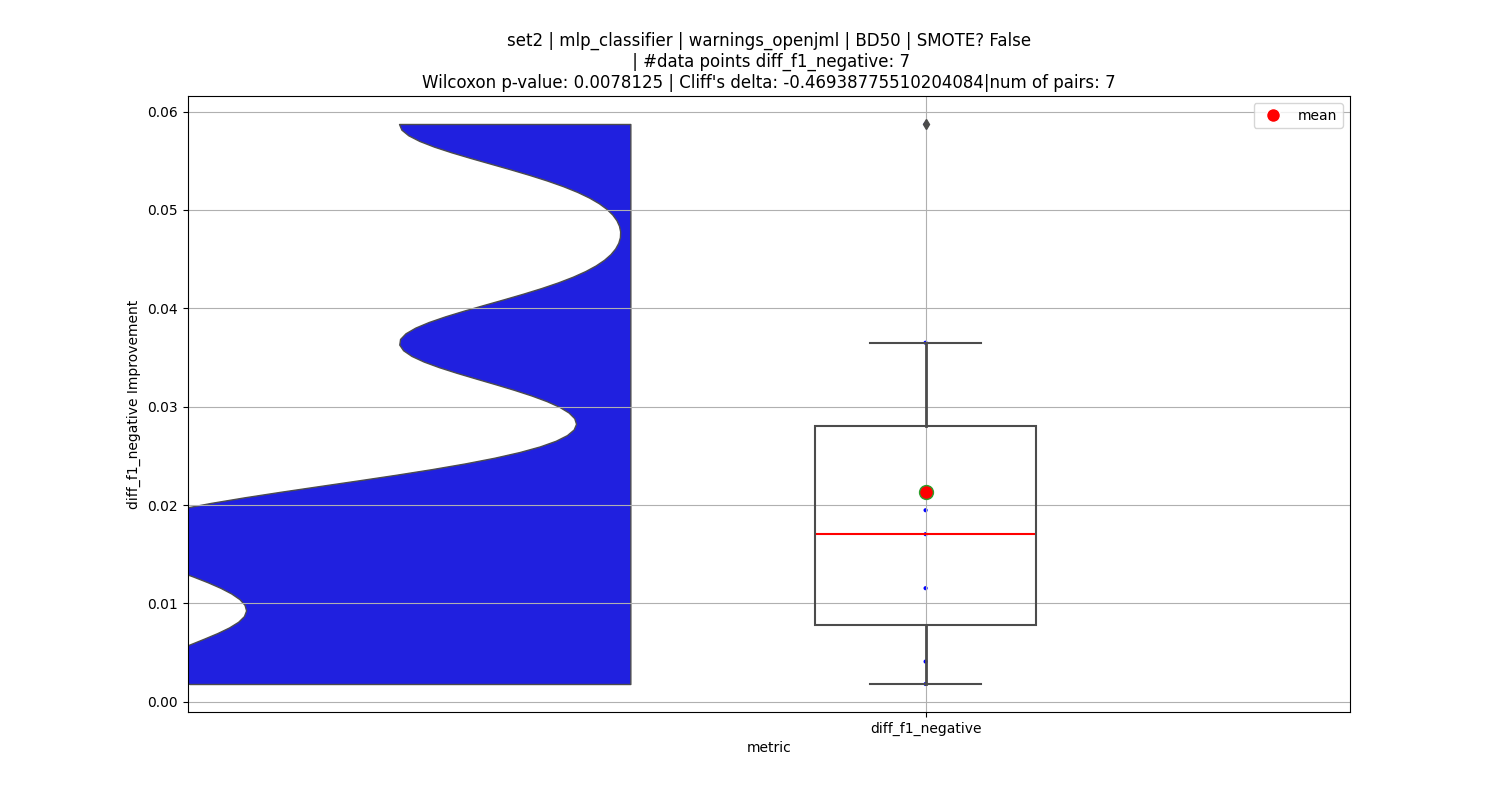 set2 | mlp_classifier | warnings_openjml | BD50 | SMOTE? False
| #data points diff_f1_negative: 7
Wilcoxon p-value: 0.0078125 | Cliff's delta: -0.46938775510204084|num of pairs: 7
mean
0.06
0.05
0.04
0.03
0.02
0.01
0.00
diff_f1_negative Improvement
diff_f1_negative
metric